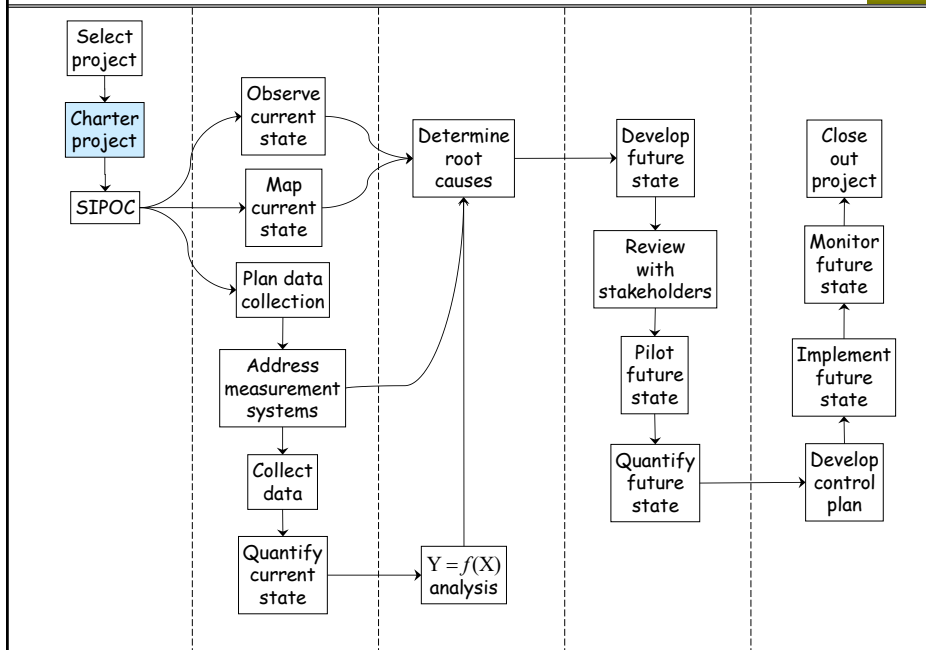 Select
project
Charter
project
SIPOC
Observe
current
state
Map
current
state
Plan data
collection
Address
measurement
systems
Collect
data
Quantify
current
state
Determine
root
causes
Y = f(X)
analysis
Develop
future
state
Review
with
stakeholders
Pilot
future
state
Quantify
future
state
Close
out
project
Monitor
future
state
Implement
future
state
Develop
control
plan